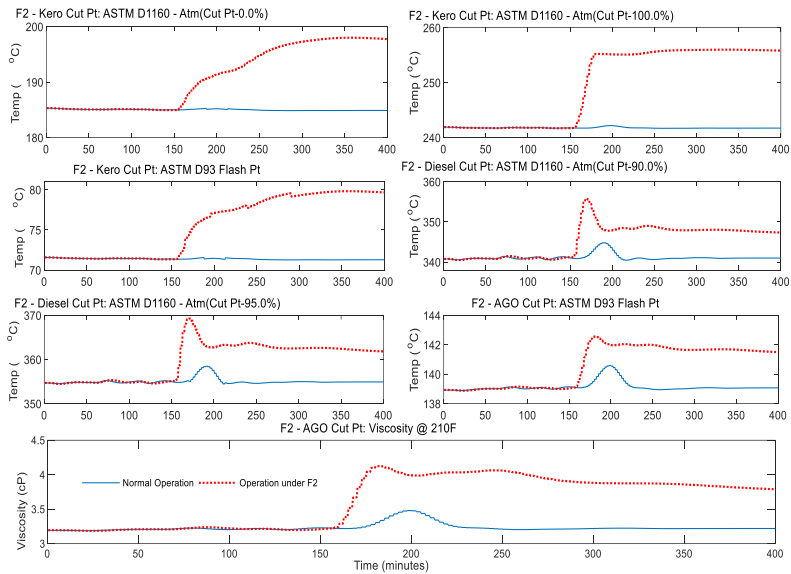 F2 - Kero Cut Pt: ASTM D1160 - Atm(Cut Pt-0.0%)
Temp ( °C)
200
190
180
0 50 100 150 200 250 300 350 400
F2 - Kero Cut Pt: ASTM D1160 - Atm(Cut Pt-100.0%)
Temp ( °C)
260
250
240
0 50 100 150 200 250 300 350 400
F2 - Kero Cut Pt: ASTM D93 Flash Pt
Temp ( °C)
80
75
70
0 50 100 150 200 250 300 350 400
F2 - Diesel Cut Pt: ASTM D1160 - Atm(Cut Pt-90.0%)
Temp ( °C)
360
350
340
0 50 100 150 200 250 300 350 400
F2 - Diesel Cut Pt: ASTM D1160 - Atm(Cut Pt-95.0%)
Temp ( °C)
370
360
350
0 50 100 150 200 250 300 350 400
F2 - AGO Cut Pt: ASTM D93 Flash Pt
Temp ( °C)
144
142
140
138
0 50 100 150 200 250 300 350 400
F2 - AGO Cut Pt: Viscosity @ 210F
Viscosity (cP)
4.5
4
3.5
3
Normal Operation
Operation under F2
0 50 100 150 200 250 300 350 400
Time (minutes)